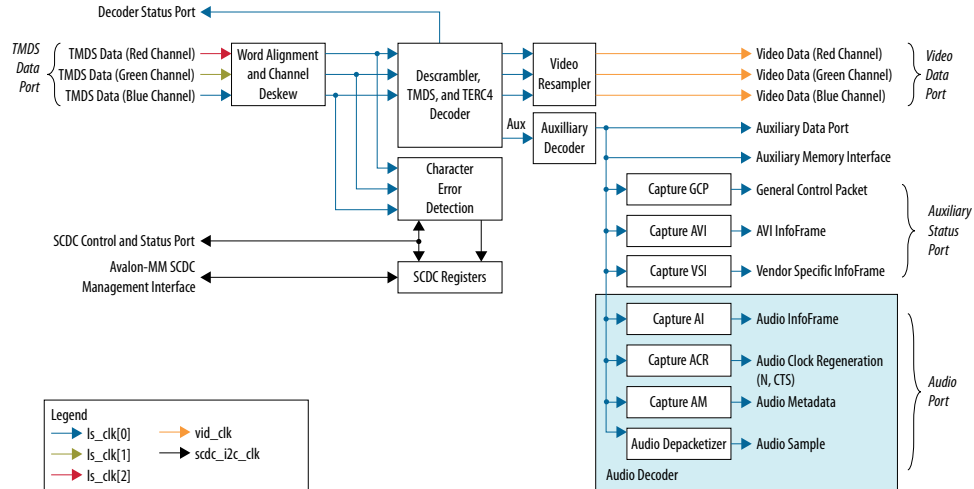 Decoder Status Port
TMDS
Data
Port
TMDS Data (Red Channel)
TMDS Data (Green Channel)
TMDS Data (Blue Channel)
Word Alignment
and Channel
Deskew
Descrambler,
TMDS, and TERC4
Decoder
Video
Resampler
Video Data (Red Channel)
Video Data (Green Channel)
Video Data (Blue Channel)
Video
Data
Port
Aux
Auxilliary
Decoder
Auxiliary Data Port
Auxiliary Memory Interface
Character
Error
Detection
Capture GCP
General Control Packet
Capture AVI
AVI InfoFrame
Capture VSI
Vendor Specific InfoFrame
Auxiliary
Status
Port
SCDC Control and Status Port
Avalon-MM SCDC
Management Interface
SCDC Registers
Capture AI
Audio InfoFrame
Capture ACR
Audio Clock Regeneration
(N, CTS)
Capture AM
Audio Metadata
Audio Depacketizer
Audio Sample
Audio Decoder
Audio
Port
Legend
ls_clk[0]
ls_clk[1]
ls_clk[2]
vid_clk
scdc_i2c_clk